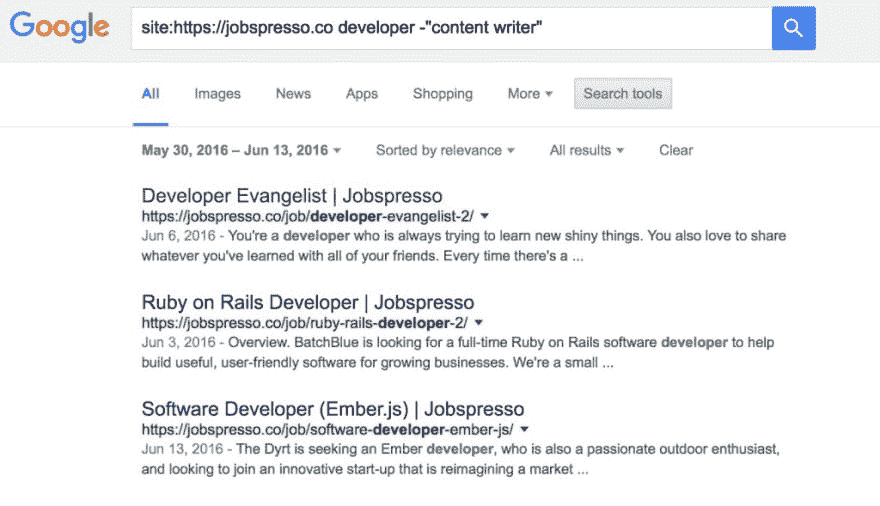 Google
site:https://jobspresso.co developer -"content writer"
All Images News Apps Shopping More Search tools
May 30, 2016 – Jun 13, 2016 Sorted by relevance All results Clear
Developer Evangelist | Jobspresso
https://jobspresso.co/job/developer-evangelist-2/
Jun 6, 2016 - You're a developer who is always trying to learn new shiny things. You also love to share
whatever you've learned with all of your friends. Every time there's a ...
Ruby on Rails Developer | Jobspresso
https://jobspresso.co/job/ruby-rails-developer-2/
Jun 3, 2016 - Overview. BatchBlue is looking for a full-time Ruby on Rails software developer to help
build useful, user-friendly software for growing businesses. We're a small ...
Software Developer (Ember.js) | Jobspresso
https://jobspresso.co/job/software-developer-ember-js/
Jun 13, 2016 - The Dyrt is seeking an Ember developer, who is also a passionate outdoor enthusiast,
and looking to join an innovative start-up that is reimagining a market ...